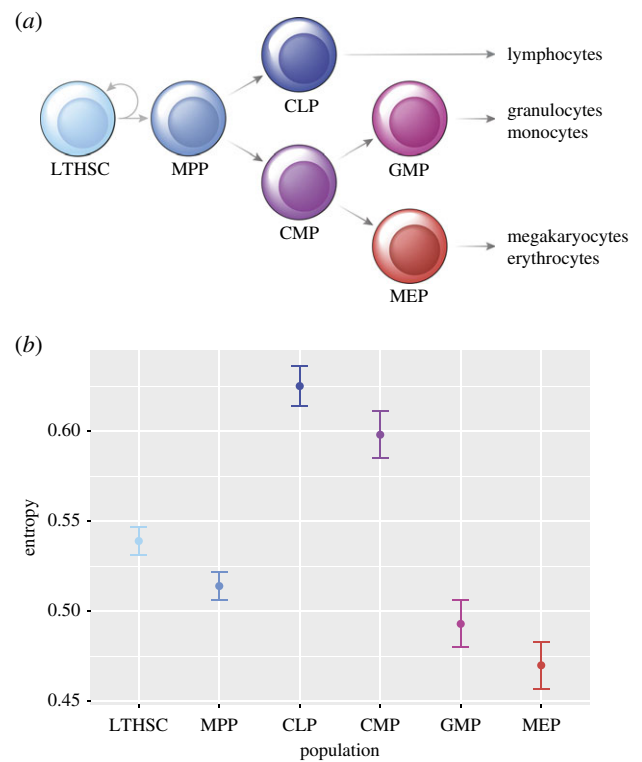 (a)
lymphocytes
CLP
granulocytes
monocytes
LTHSC
MPP
GMP
CMP
megakaryocytes
erythrocytes
MEP
(b)
0.60
0.55
0.50
0.45
entropy
LTHSC MPP CLP CMP GMP MEP
population